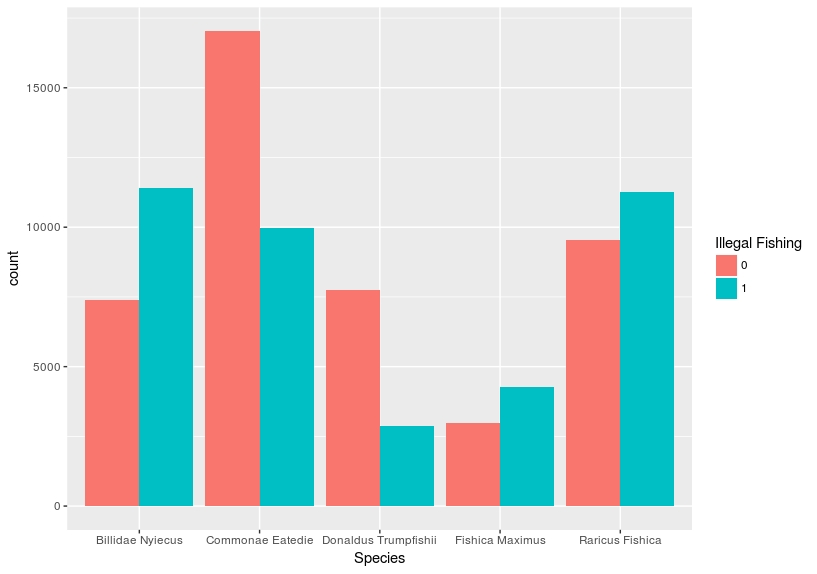 15000
10000
5000
0
count
Billidae Nyiecus Commonae Eatedie Donaldus Trumpfishii Fishica Maximus Raricus Fishica
Species
Illegal Fishing
0
1